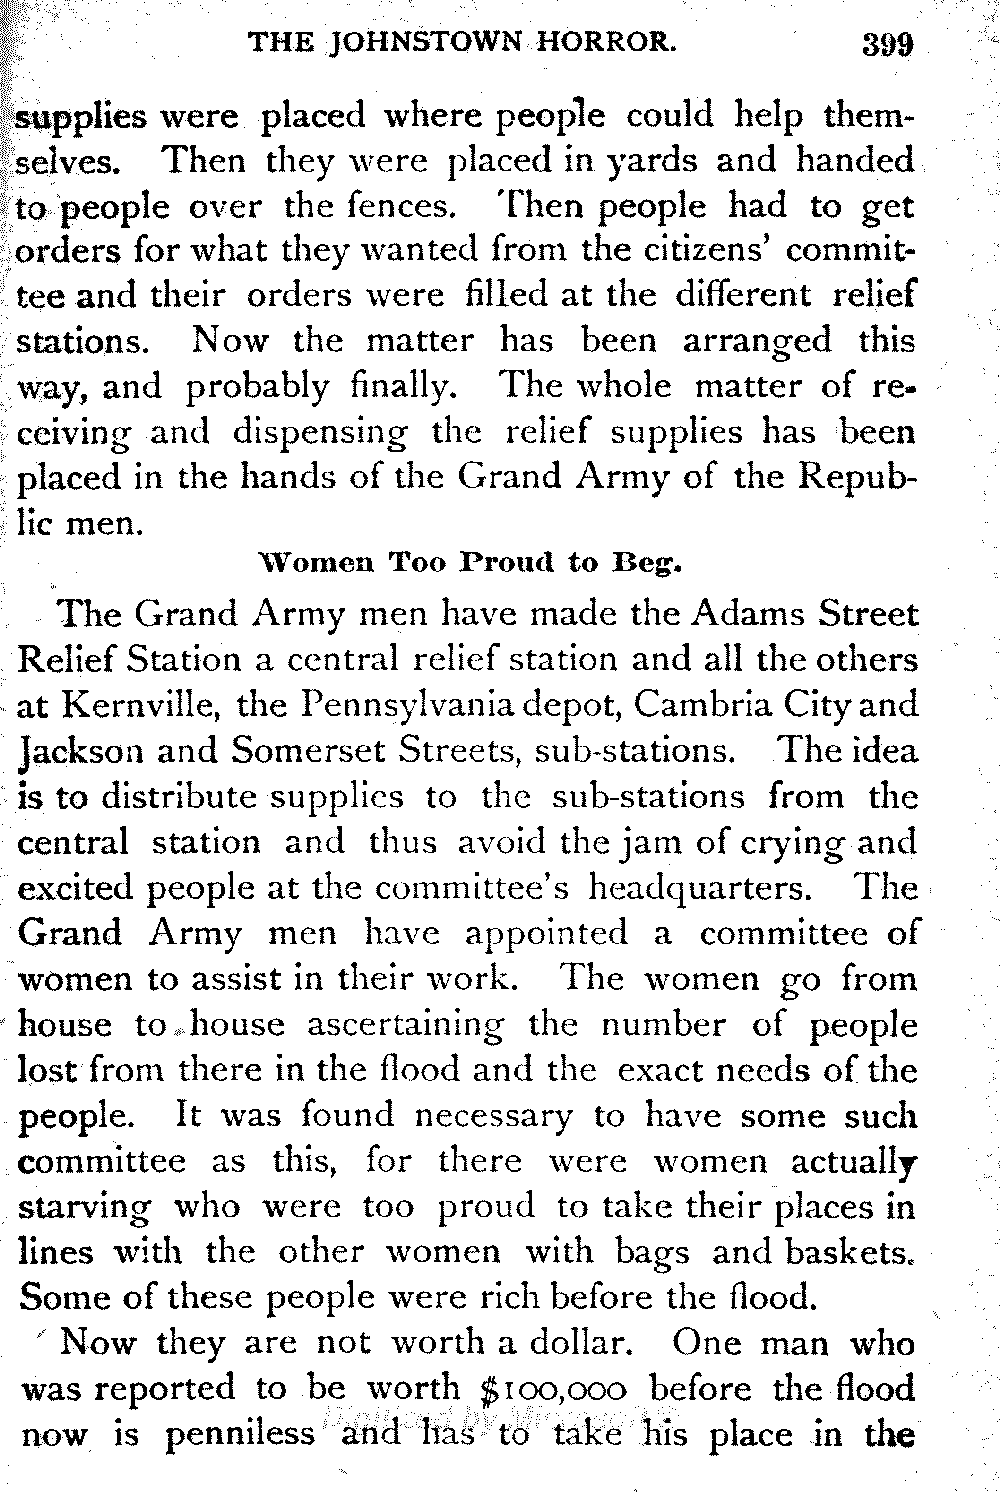 THE JOHNSTOWN HORROR. 399
supplies were placed where people could help them-
selves. Then they were placed in yards and handed
to people over the fences. Then people had to get
orders for what they wanted from the citizens' commit-
tee and their orders were filled at the different relief
stations. Now the matter has been arranged this
way, and probably finally. The whole matter of re-
ceiving and dispensing the relief supplies has been
placed in the hands of the Grand Army of the Repub-
lic men.
Women Too Proud to Beg.
The Grand Army men have made the Adams Street
Relief Station a central relief station and all the others
at Kernville, the Pennsylvania depot, Cambria City and
Jackson and Somerset Streets, sub-stations. The idea
is to distribute supplies to the sub-stations from the
central station and thus avoid the jam of crying and
excited people at the committee's headquarters. The
Grand Army men have appointed a committee of
women to assist in their work. The women go from
house to house ascertaining the number of people
lost from there in the flood and the exact needs of the
people. It was found necessary to have some such
committee as this, for there were women actually
starving who were too proud to take their places in
lines with the other women with bags and baskets.
Some of these people were rich before the flood.
Now they are not worth a dollar. One man who
was reported to be worth $100,000 before the flood
now is penniless and has to take his place in the